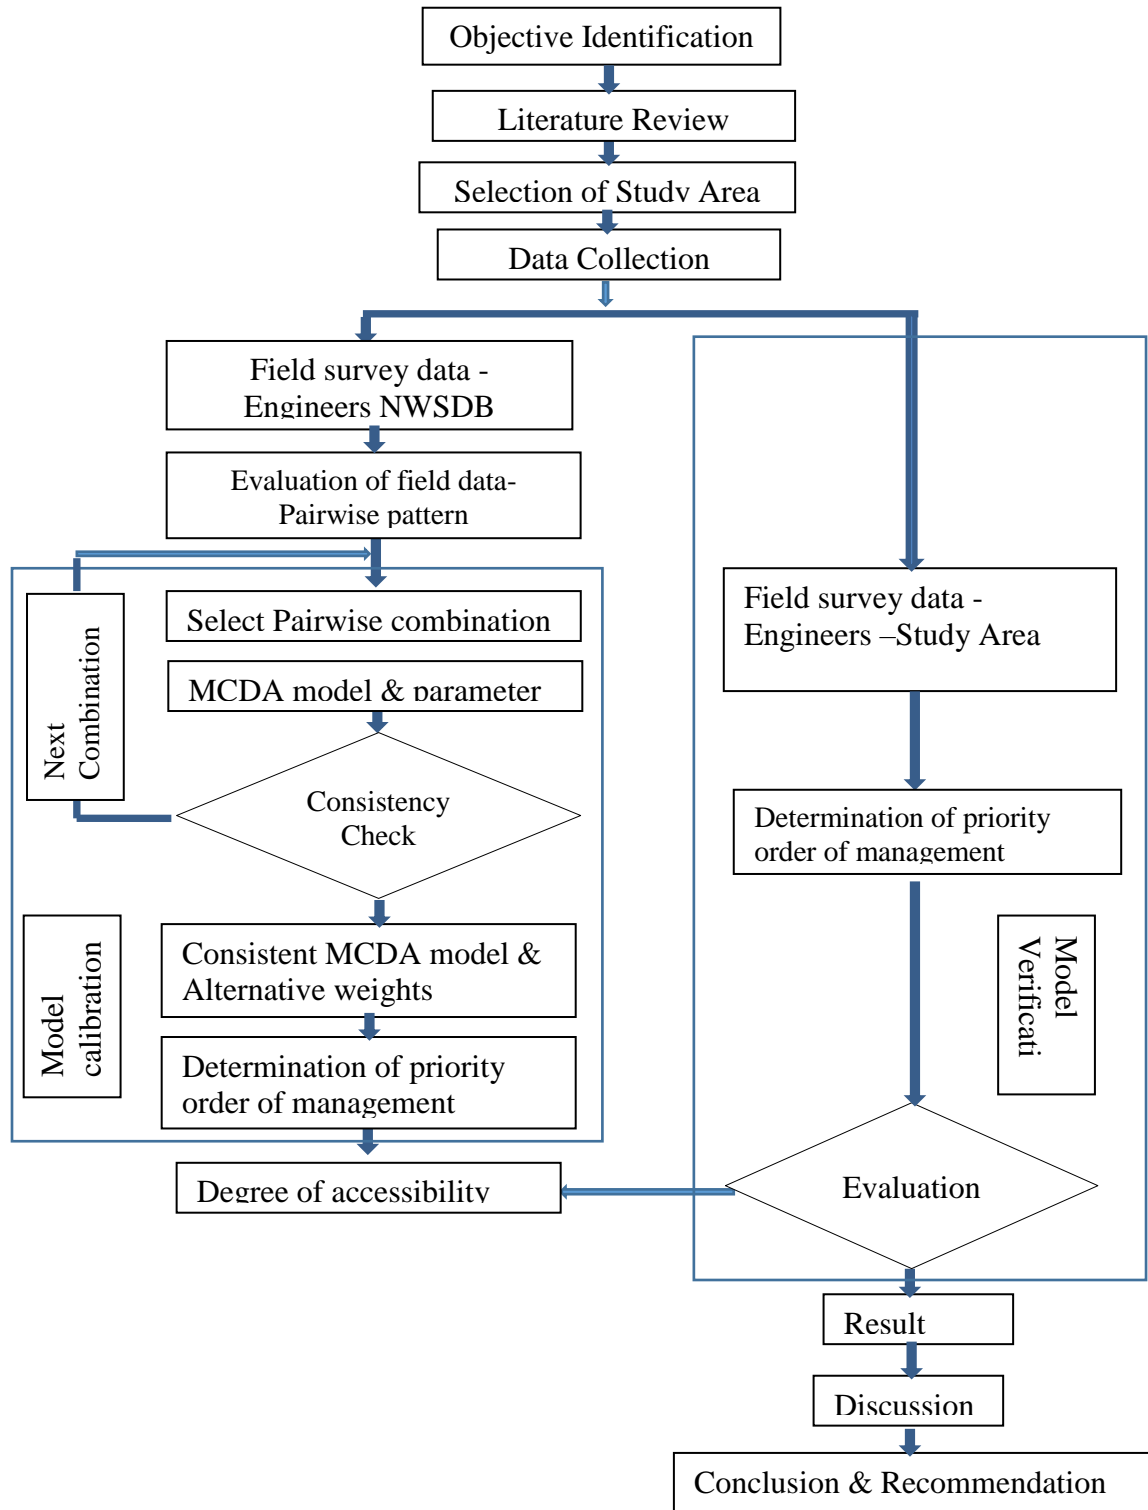 Objective Identification
Literature Review
Selection of Study Area
Data Collection
Field survey data -
Engineers NWSDB
Evaluation of field data-
Pairwise pattern
Select Pairwise combination
MCDA model & parameter
Next
Combination
Consistency
Check
Consistent MCDA model &
Alternative weights
Model
calibration
Determination of priority
order of management
Degree of accessibility
Field survey data -
Engineers –Study Area
Determination of priority
order of management
Model
Verificati
Evaluation
Result
Discussion
Conclusion & Recommendation